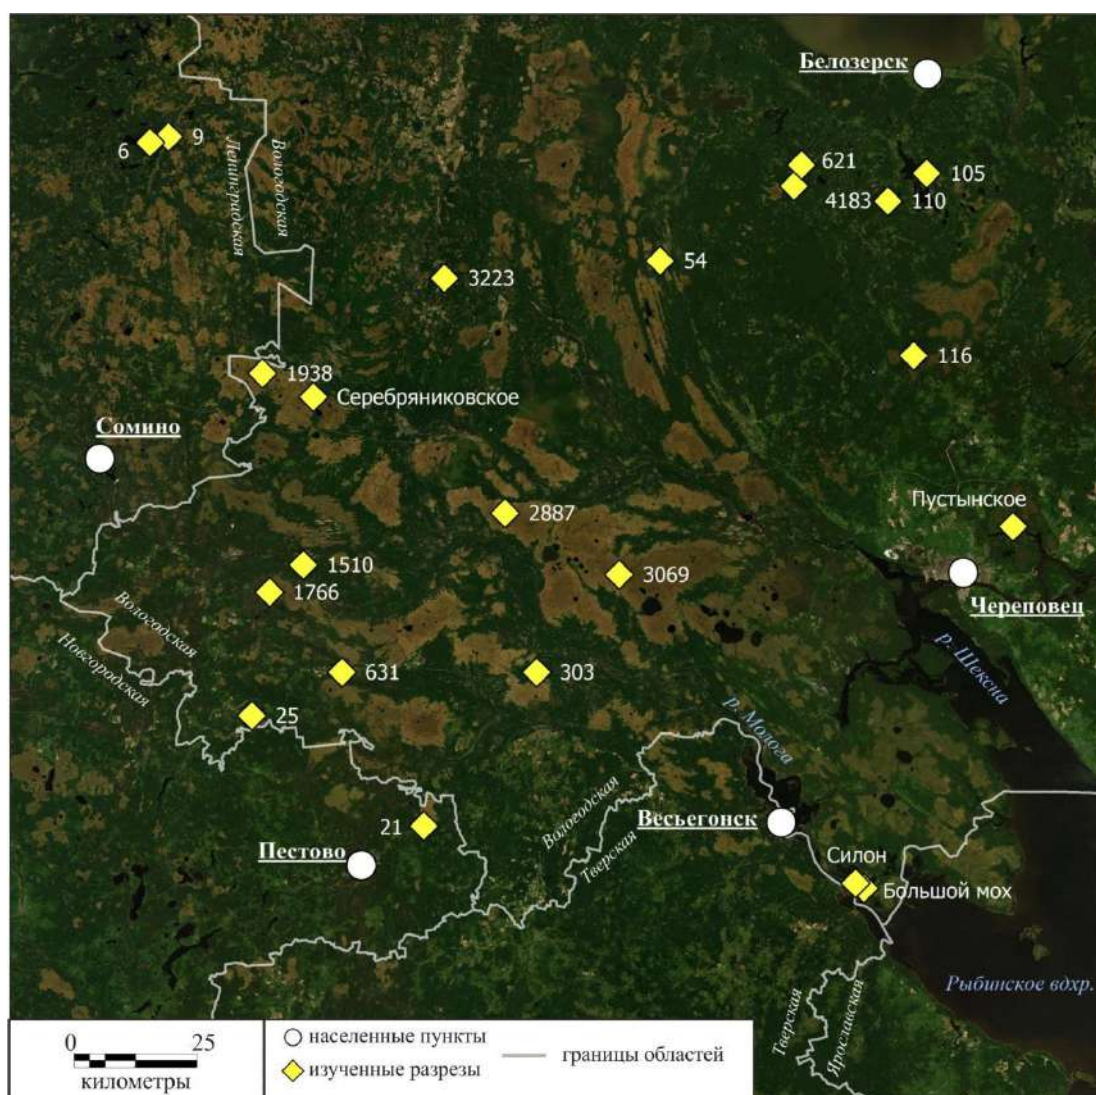 Белозерск
6
9
Ленинградская
Вологодская
621
105
4183
110
54
3223
116
1938
Серебряниковское
Сомино
Пустынское
2887
1510
3069
1766
Череповец
Вологодская
Новгородская
р. Шексна
631
303
25
р. Молога
21
Вологодская
Тверская
Весьегонск
Пестово
Силон
Большой мох
Рыбинское вдхр.
Тверская
Ярославская
0 25
километры
населенные пункты
изученные разрезы
границы областей